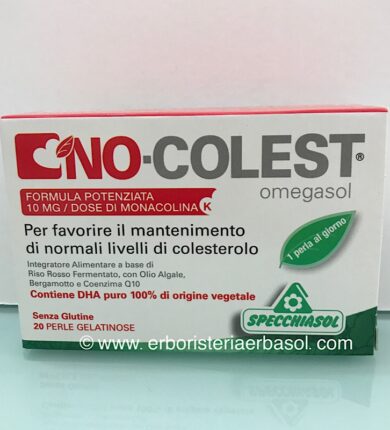 NO-COLEST®
omegasol
FORMULA POTENZIATA
10 MG / DOSE DI MONACOLINA K
Per favorire il mantenimento
di normali livelli di colesterolo
1 perla al giorno
Integratore Alimentare a base di
Riso Rosso Fermentato, con Olio Algale,
Bergamotto e Coenzima Q10
Contiene DHA puro 100% di origine vegetale
Senza Glutine
20 PERLE GELATINOSE
SPECCHIASOL
© www.erboristeriaerbasol.com